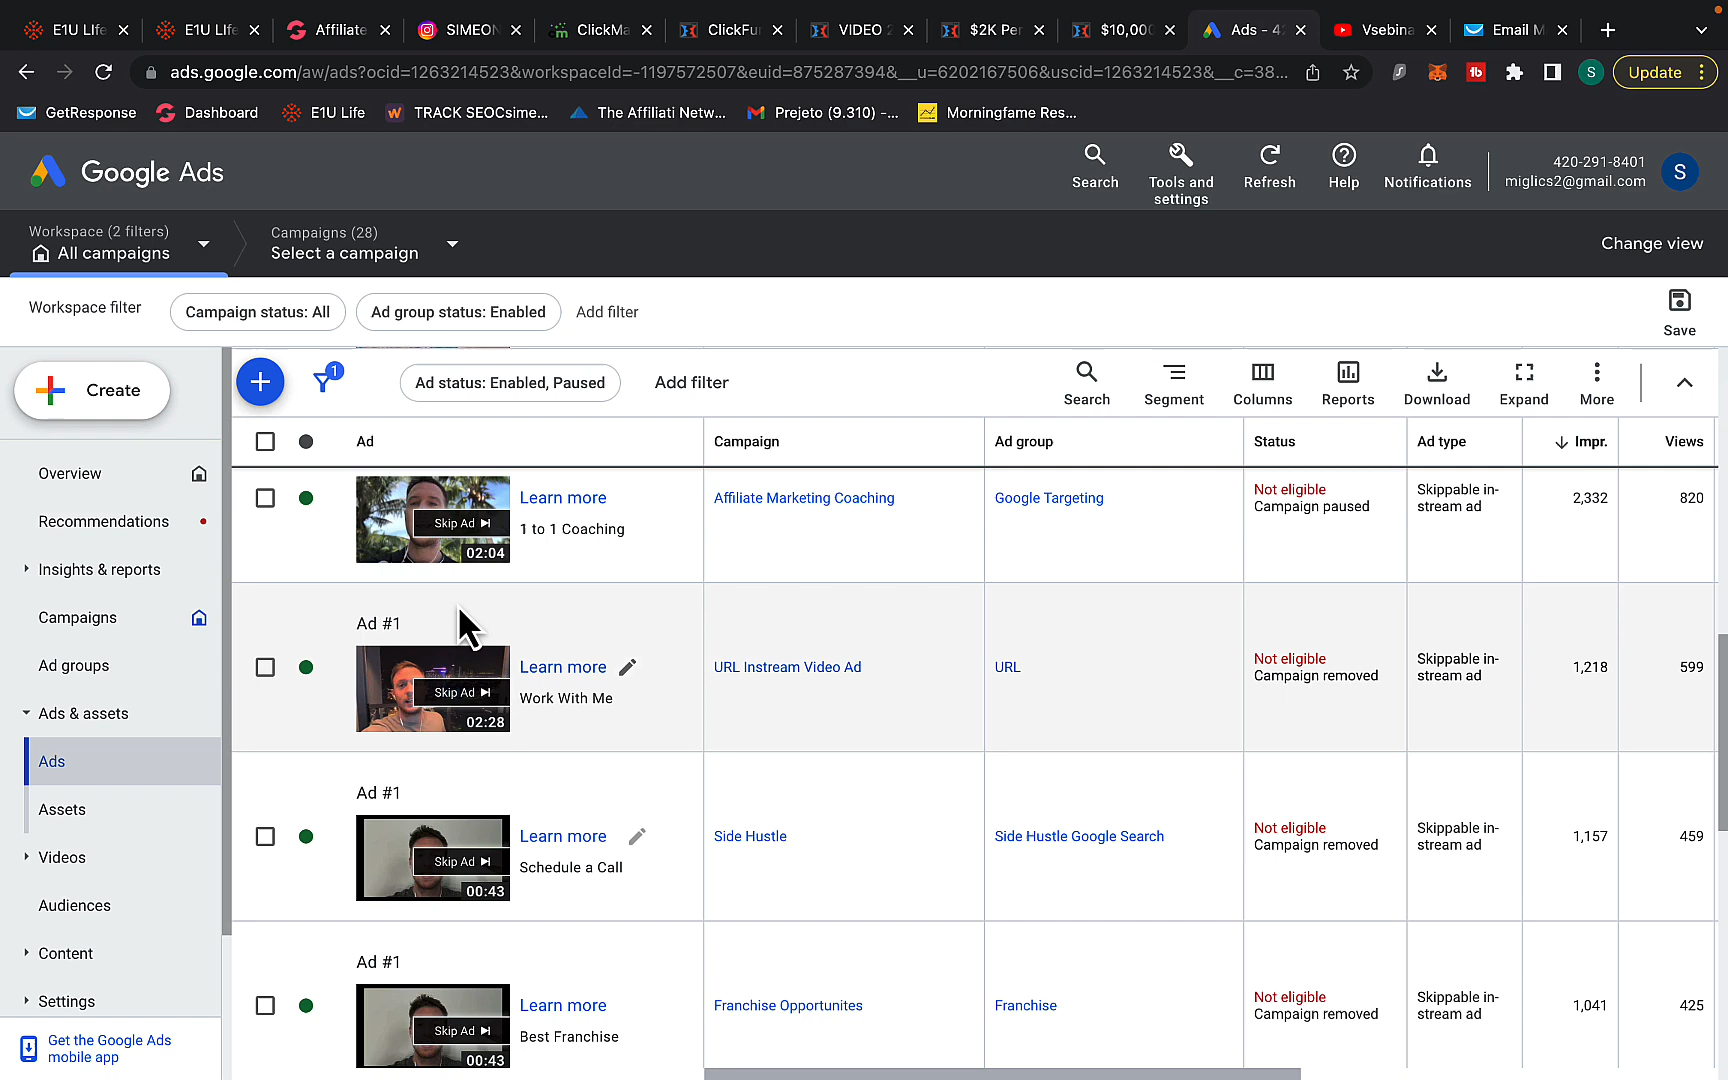 E1U LIfe
E1U LIfe
Affiliate
SIMEON
ClickMa
ClickFun
VIDEO 2
$2K Per
$10,000
Ads - 42
Vsebina
Email M
ads.google.com/aw/ads?ocid=1263214523&workspaceId=-1197572507&euid=875287394&__u=6202167506&uscid=1263214523&__c=38...
S
Update
GetResponse
Dashboard
E1U Life
TRACK SEOCsime...
The Affiliati Netw...
Prejeto (9.310) –...
Morningfame Res...
Google Ads
Search
Tools and settings
Refresh
Help
Notifications
420-291-8401
miglics2@gmail.com
S
Workspace (2 filters)
All campaigns
Campaigns (28)
Select a campaign
Change view
Workspace filter
Campaign status: All
Ad group status: Enabled
Add filter
Save
Create
1
Ad status: Enabled, Paused
Add filter
Search
Segment
Columns
Reports
Download
Expand
More
Overview
Recommendations
Insights & reports
Campaigns
Ad groups
Ads & assets
Ads
Assets
Videos
Audiences
Content
Settings
Get the Google Ads
mobile app
Ad
Campaign
Ad group
Status
Ad type
Impr.
Views
Skip Ad
02:04
Learn more
1 to 1 Coaching
Affiliate Marketing Coaching
Google Targeting
Not eligible
Campaign paused
Skippable in-
stream ad
2,332
820
Ad #1
Skip Ad
02:28
Learn more
Work With Me
URL Instream Video Ad
URL
Not eligible
Campaign removed
Skippable in-
stream ad
1,218
599
Ad #1
Skip Ad
00:43
Learn more
Schedule a Call
Side Hustle
Side Hustle Google Search
Not eligible
Campaign removed
Skippable in-
stream ad
1,157
459
Ad #1
Skip Ad
00:43
Learn more
Best Franchise
Franchise Opportunites
Franchise
Not eligible
Campaign removed
Skippable in-
stream ad
1,041
425